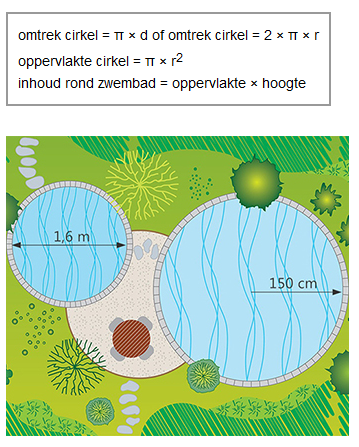 omtrek cirkel = π × d of omtrek cirkel = 2 × π × r
oppervlakte cirkel = π × r²
inhoud rond zwembad = oppervlakte × hoogte
1,6 m
150 cm